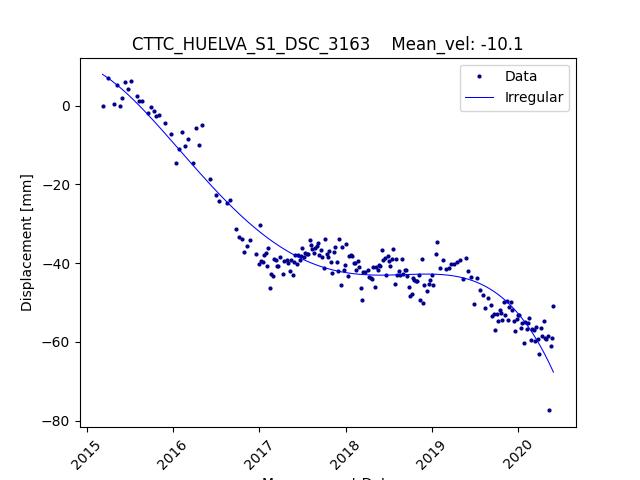 CTTC_HUELVA_S1_DSC_3163    Mean_vel: -10.1
Data
Irregular
Displacement [mm]
0
−20
−40
−60
−80
2015
2016
2017
2018
2019
2020